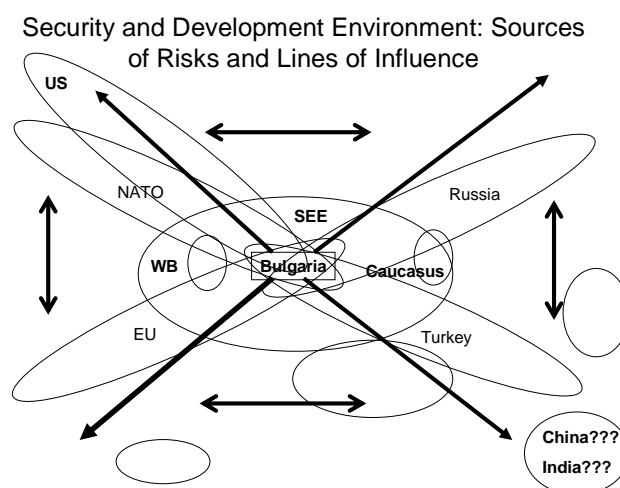 Security and Development Environment: Sources
of Risks and Lines of Influence
US
NATO
Russia
SEE
WB
Bulgaria
Caucasus
EU
Turkey
China???
India???